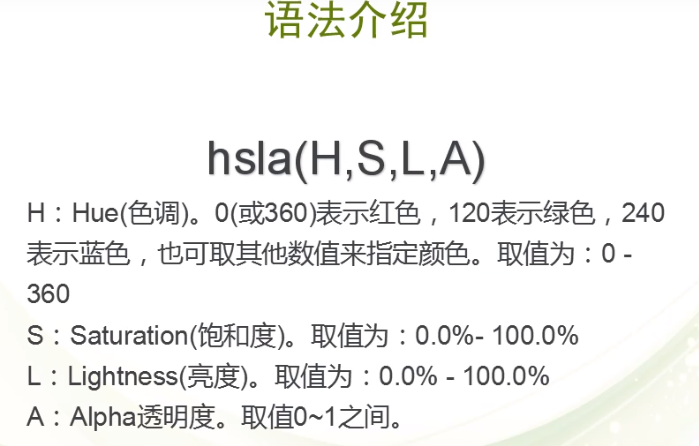 语法介绍
hsla(H,S,L,A)
H：Hue(色调)。0(或360)表示红色，120表示绿色，240
表示蓝色，也可取其他数值来指定颜色。取值为：0 -
360
S：Saturation(饱和度)。取值为：0.0%- 100.0%
L：Lightness(亮度)。取值为：0.0% - 100.0%
A：Alpha透明度。取值0~1之间。